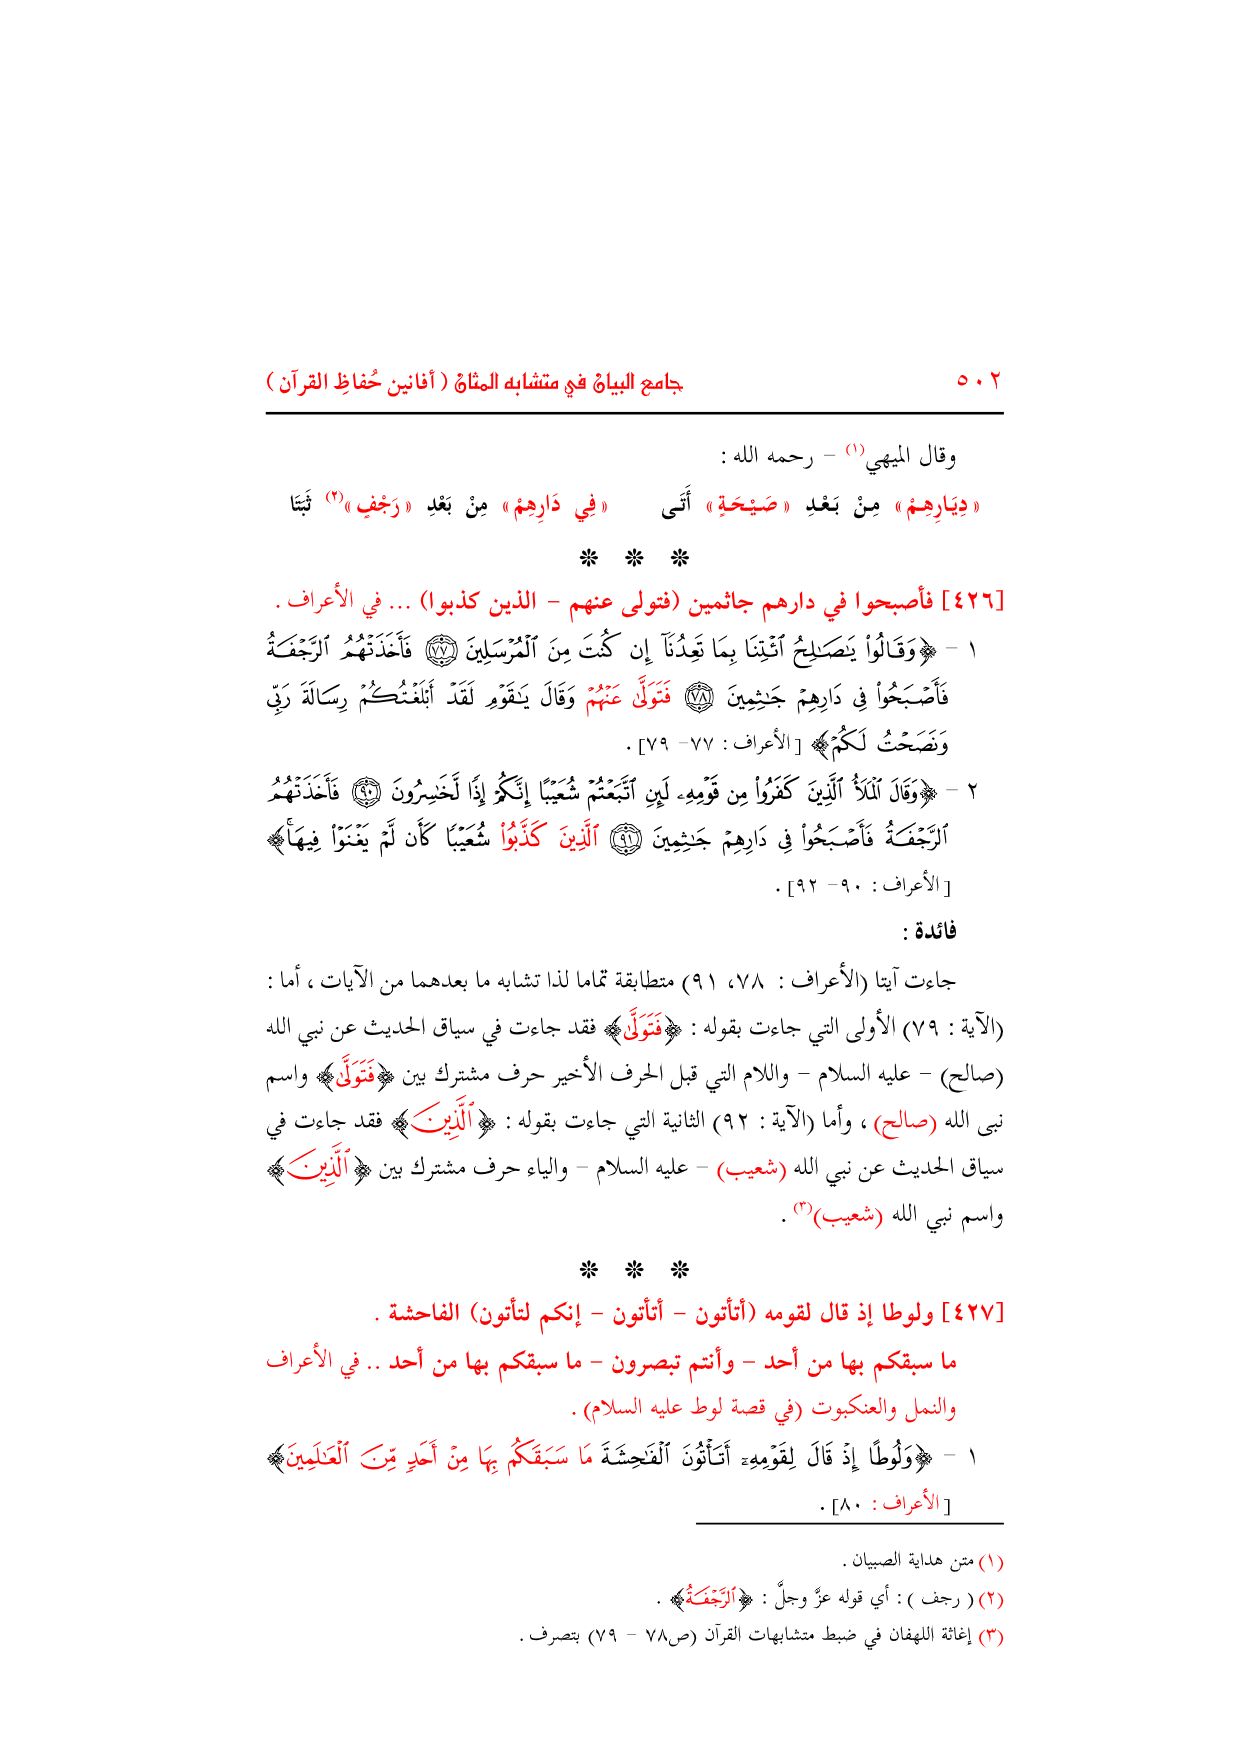 ٥٠٢ جامع البيان في متشابه المثان ( أفانين حُفاظِ القرآن )
وقال الميهي(١) – رحمه الله :
« دِيَارِهِمْ » مِنْ بَعْدِ « صَيْحَةٍ » أَتَى « فِي دَارِهِمْ » مِنْ بَعْدِ « رَجْفٍ »(٢) ثَبَتَا
❊ ❊ ❊
[٤٢٦] فأصبحوا في دارهم جاثمين (فتولى عنهم – الذين كذبوا) ... في الأعراف .
١ – ﴿وَقَالُواْ يَٰصَٰلِحُ ٱئۡتِنَا بِمَا تَعِدُنَآ إِن كُنتَ مِنَ ٱلۡمُرۡسَلِينَ ٧٧ فَأَخَذَتۡهُمُ ٱلرَّجۡفَةُ
فَأَصۡبَحُواْ فِي دَارِهِمۡ جَٰثِمِينَ ٧٨ فَتَوَلَّىٰ عَنۡهُمۡ وَقَالَ يَٰقَوۡمِ لَقَدۡ أَبۡلَغۡتُكُمۡ رِسَالَةَ رَبِّي
وَنَصَحۡتُ لَكُمۡ﴾ [الأعراف : ٧٧– ٧٩] .
٢ – ﴿وَقَالَ ٱلۡمَلَأُ ٱلَّذِينَ كَفَرُواْ مِن قَوۡمِهِۦ لَئِنِ ٱتَّبَعۡتُمۡ شُعَيۡبًا إِنَّكُمۡ إِذٗا لَّخَٰسِرُونَ ٩٠ فَأَخَذَتۡهُمُ
ٱلرَّجۡفَةُ فَأَصۡبَحُواْ فِي دَارِهِمۡ جَٰثِمِينَ ٩١ ٱلَّذِينَ كَذَّبُواْ شُعَيۡبٗا كَأَن لَّمۡ يَغۡنَوۡاْ فِيهَاۚ﴾
[الأعراف : ٩٠– ٩٢] .
فائدة :
جاءت آيتا (الأعراف : ٧٨، ٩١) متطابقة تماما لذا تشابه ما بعدهما من الآيات ، أما :
(الآية : ٧٩) الأولى التي جاءت بقوله : ﴿فَتَوَلَّىٰ﴾ فقد جاءت في سياق الحديث عن نبي الله
(صالح) – عليه السلام – واللام التي قبل الحرف الأخير حرف مشترك بين ﴿فَتَوَلَّىٰ﴾ واسم
نبى الله (صالح) ، وأما (الآية : ٩٢) الثانية التي جاءت بقوله : ﴿ٱلَّذِينَ﴾ فقد جاءت في
سياق الحديث عن نبي الله (شعيب) – عليه السلام – والياء حرف مشترك بين ﴿ٱلَّذِينَ﴾
واسم نبي الله (شعيب)(٣) .
❊ ❊ ❊
[٤٢٧] ولوطا إذ قال لقومه (أتأتون – أتأتون – إنكم لتأتون) الفاحشة .
ما سبقكم بها من أحد – وأنتم تبصرون – ما سبقكم بها من أحد .. في الأعراف
والنمل والعنكبوت (في قصة لوط عليه السلام) .
١ – ﴿وَلُوطًا إِذۡ قَالَ لِقَوۡمِهِۦٓ أَتَأۡتُونَ ٱلۡفَٰحِشَةَ مَا سَبَقَكُم بِهَا مِنۡ أَحَدٖ مِّنَ ٱلۡعَٰلَمِينَ﴾
[الأعراف : ٨٠] .
(١) متن هداية الصبيان .
(٢) ( رجف ) : أي قوله عزَّ وجلَّ : ﴿ٱلرَّجۡفَةُ﴾ .
(٣) إغاثة اللهفان في ضبط متشابهات القرآن (ص٧٨ – ٧٩) بتصرف .